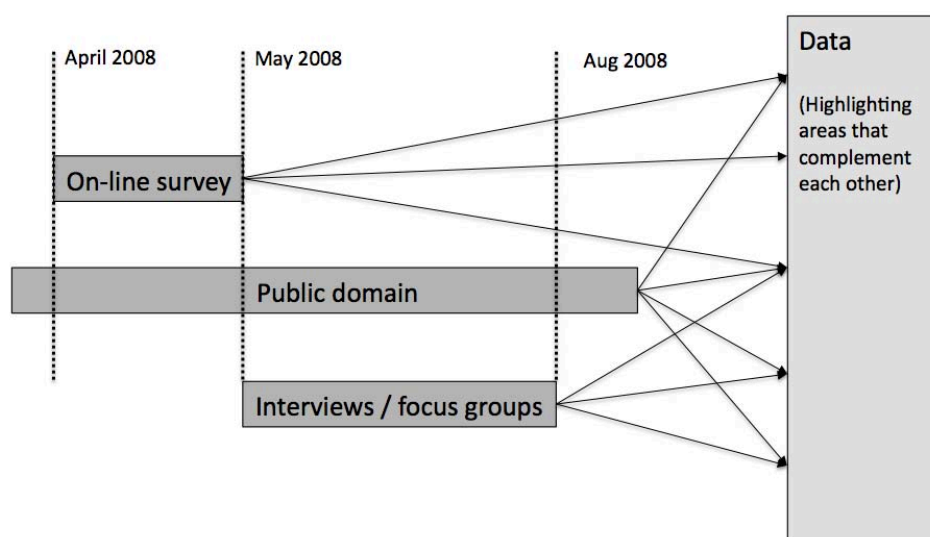 April 2008
May 2008
Aug 2008
Data
(Highlighting
areas that
complement
each other)
On-line survey
Public domain
Interviews / focus groups